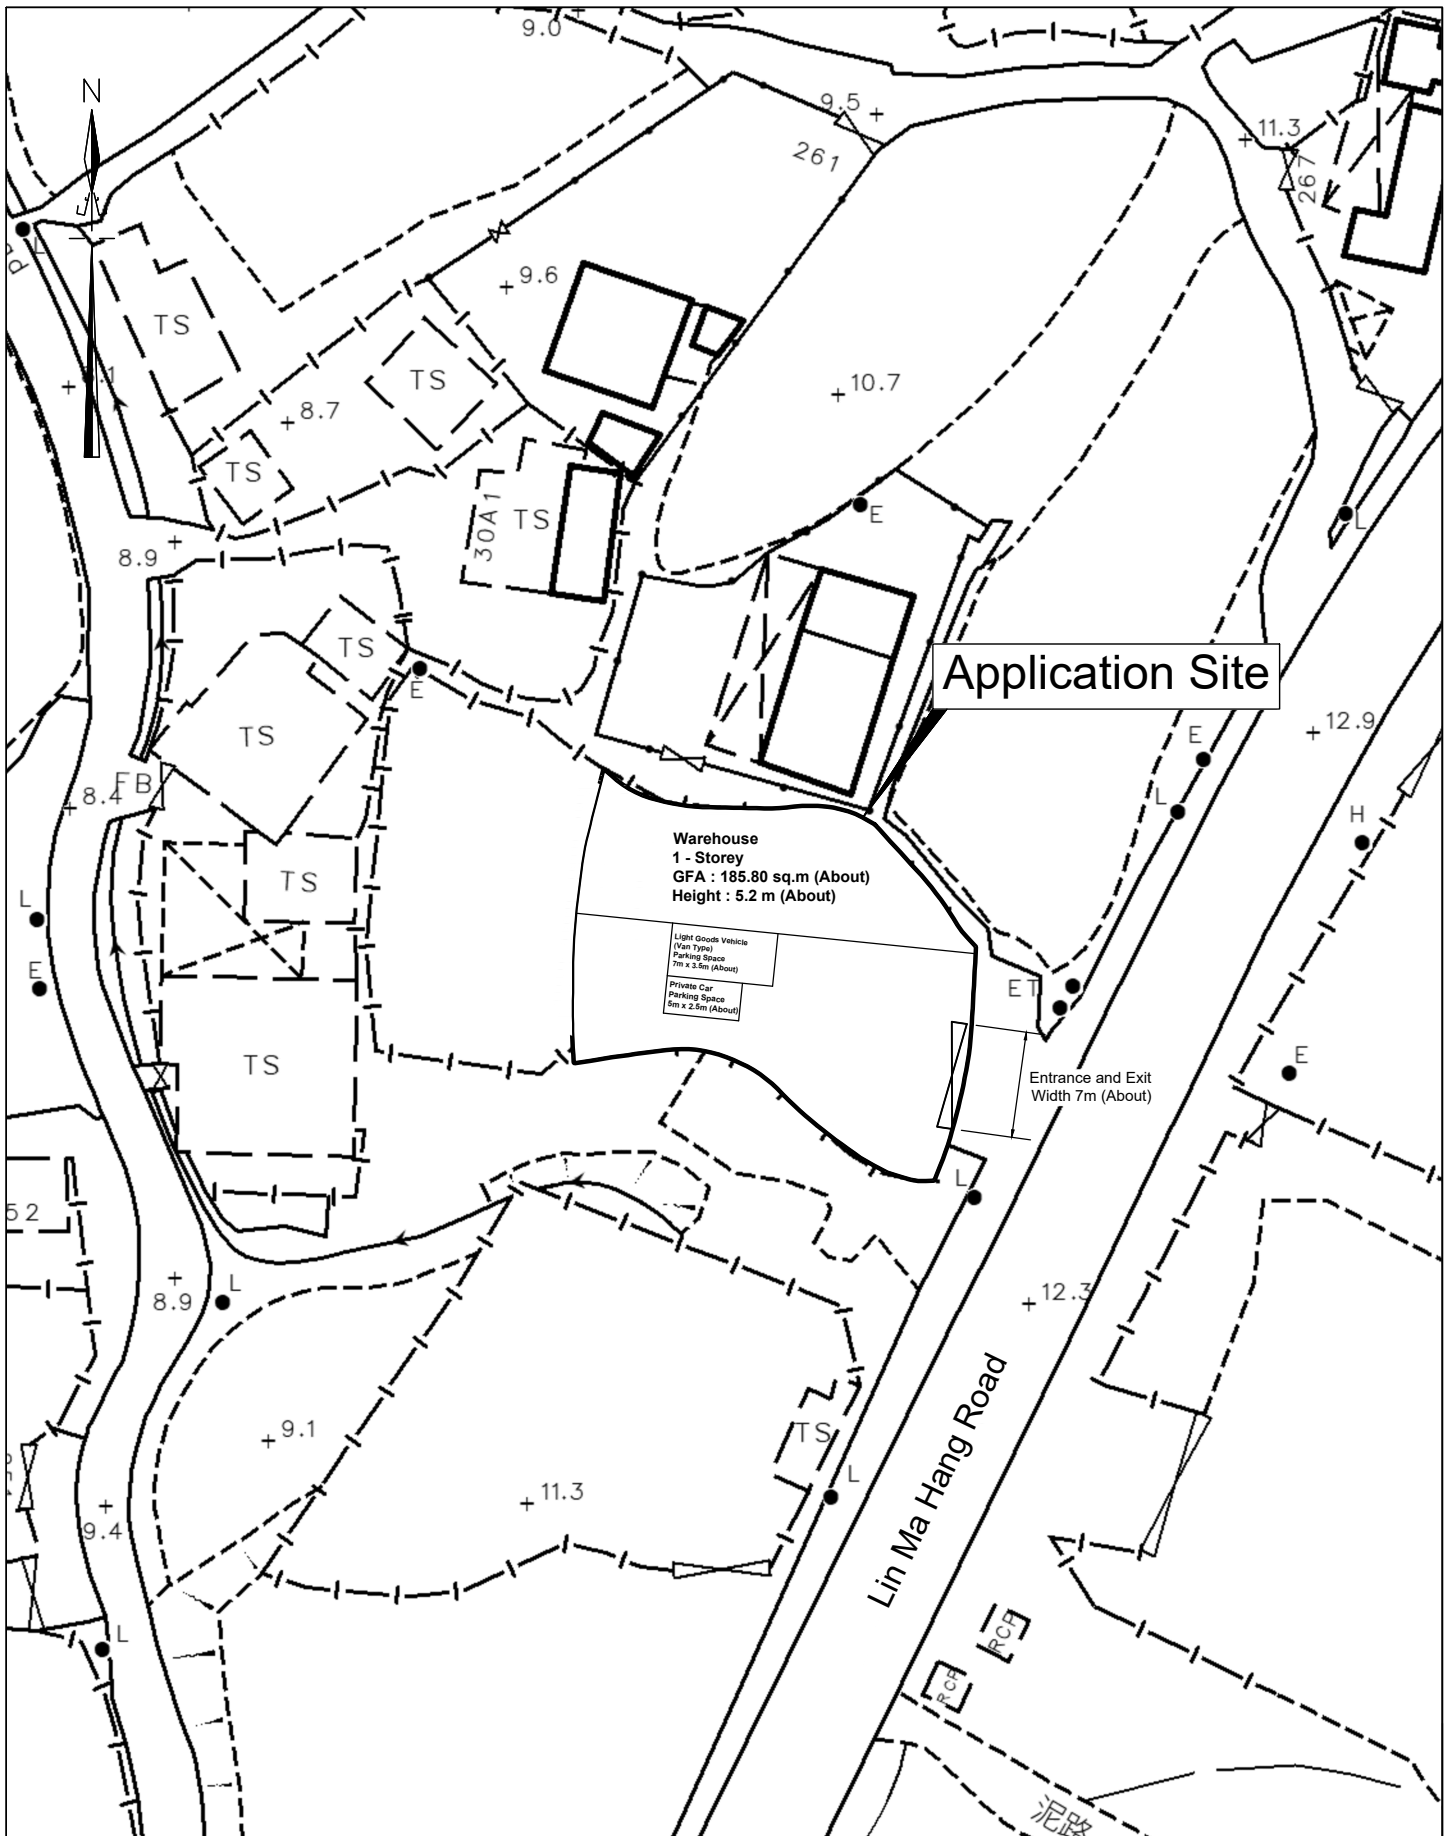 9.0
N
9.5
261
11.3
267
L
TS
9.6
TS
10.7
8.7
TS
E
30A1
TS
L
8.9
TS
E
Application Site
TS
12.9
E
FB
8.4
L
H
Warehouse
1 - Storey
GFA : 185.80 sq.m (About)
Height : 5.2 m (About)
TS
L
Light Goods Vehicle
(Van Type)
Parking Space
7m x 3.5m (About)
E
Private Car
Parking Space
5m x 2.5m (About)
ET
TS
E
Entrance and Exit
Width 7m (About)
L
52
L
8.9
12.3
9.1
TS
Lin Ma Hang Road
L
11.3
9.4
RCP
L
RCP
泥路